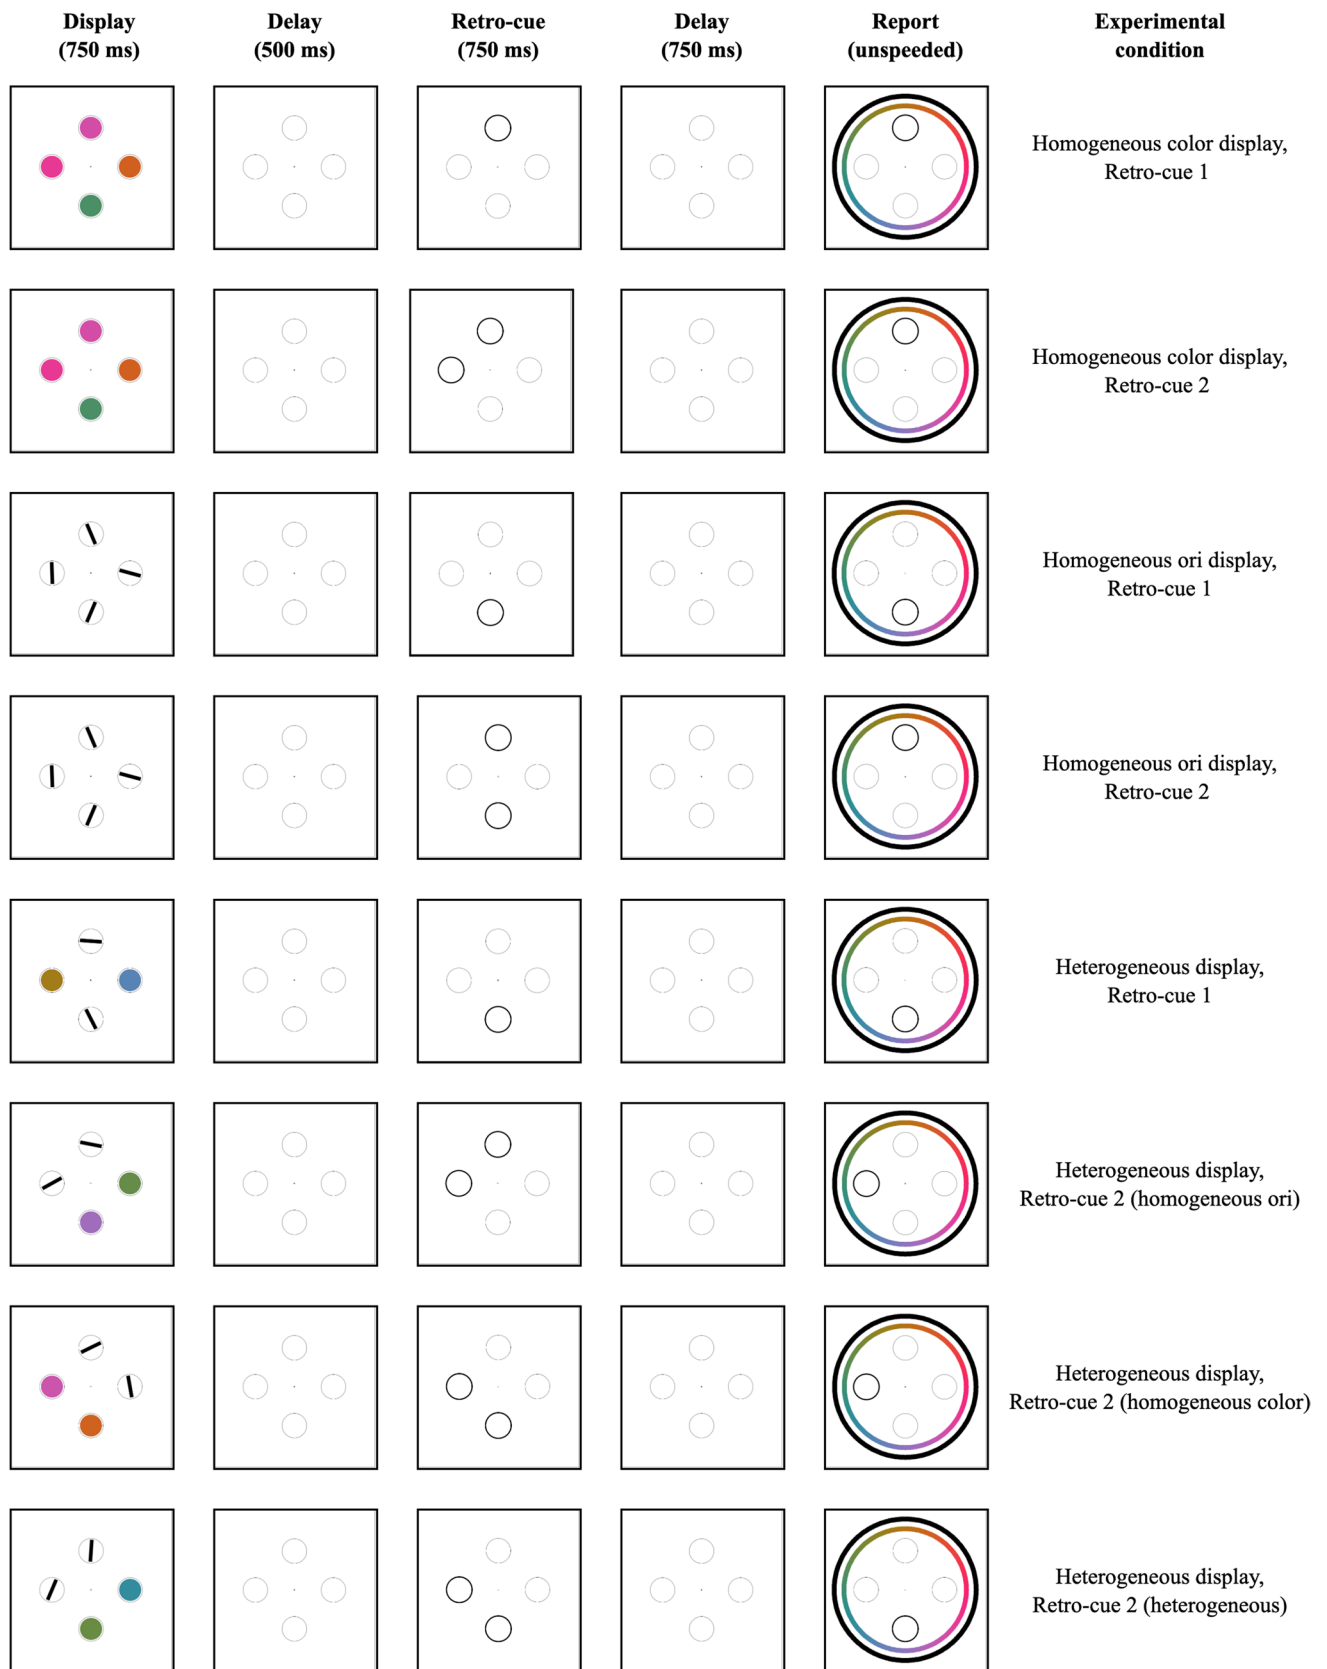 Display
(750 ms)
Delay
(500 ms)
Retro-cue
(750 ms)
Delay
(750 ms)
Report
(unspeeded)
Experimental
condition
Homogeneous color display,
Retro-cue 1
Homogeneous color display,
Retro-cue 2
Homogeneous ori display,
Retro-cue 1
Homogeneous ori display,
Retro-cue 2
Heterogeneous display,
Retro-cue 1
Heterogeneous display,
Retro-cue 2 (homogeneous ori)
Heterogeneous display,
Retro-cue 2 (homogeneous color)
Heterogeneous display,
Retro-cue 2 (heterogeneous)